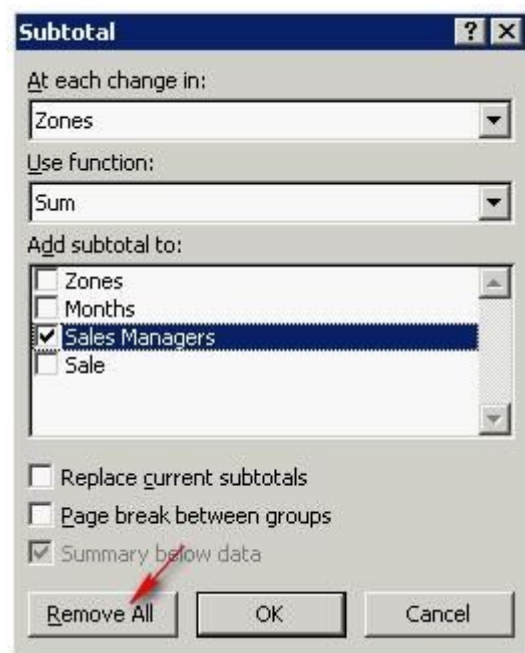 Subtotal
At each change in:
Zones
Use function:
Sum
Add subtotal to:
Zones
Months
Sales Managers
Sale
Replace current subtotals
Page break between groups
Summary below data
Remove All OK Cancel